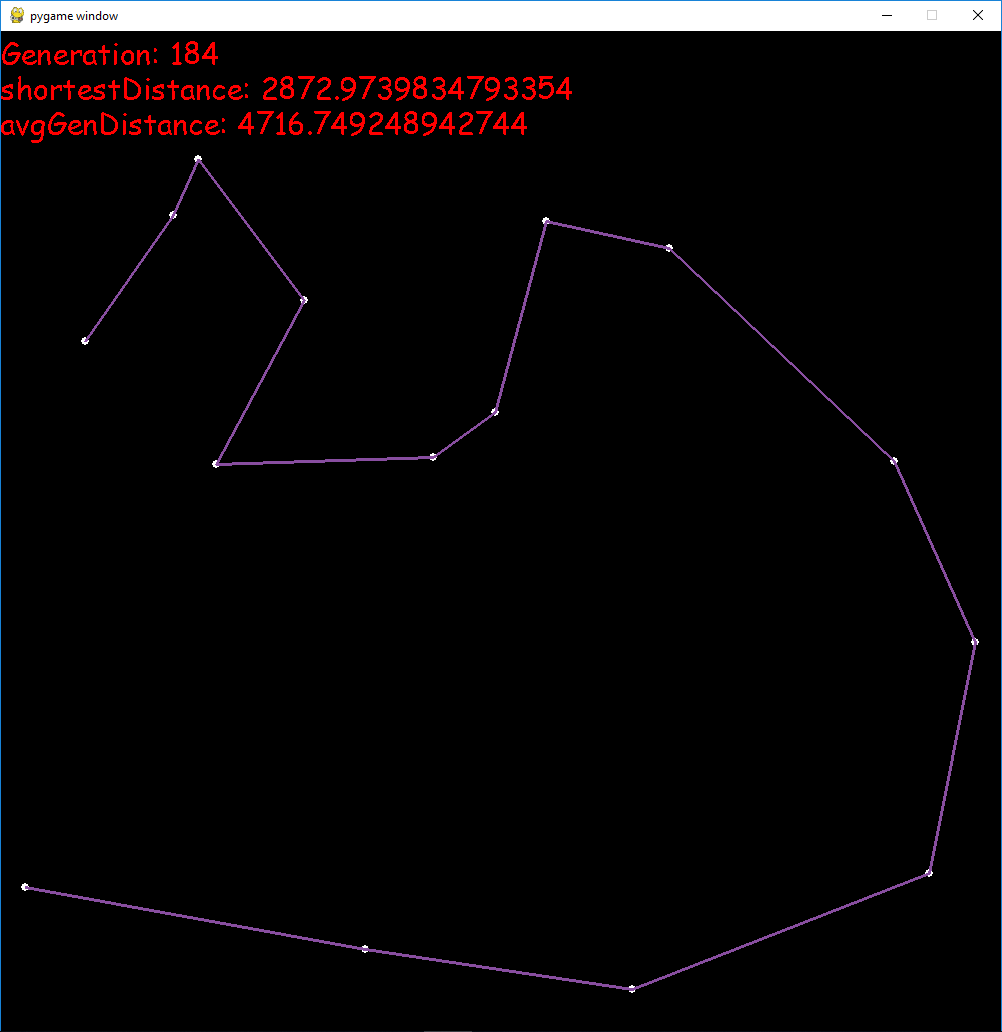 pygame window
Generation: 184
shortestDistance: 2872.9739834793354
avgGenDistance: 4716.749248942744